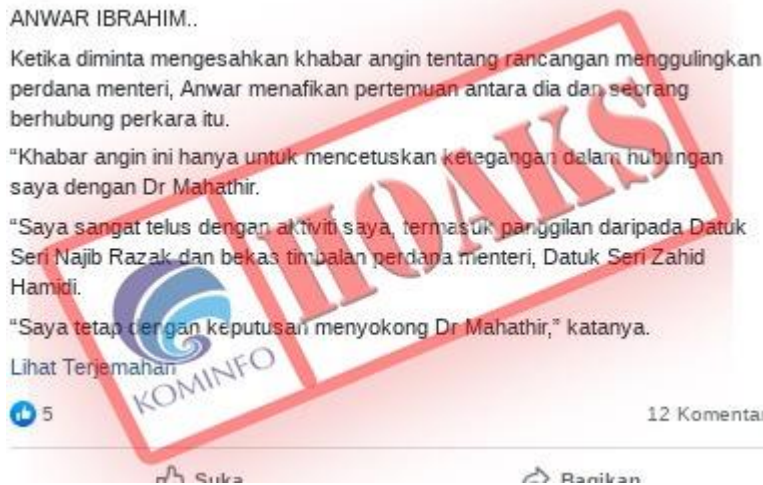 ANWAR IBRAHIM..
Ketika diminta mengesahkan khabar angin tentang rancangan menggulingkan
perdana menteri, Anwar menafikan pertemuan antara dia dan seorang
berhubung perkara itu.
“Khabar angin ini hanya untuk mencetuskan ketegangan dalam hubungan
saya dengan Dr Mahathir.
“Saya sangat telus dengan aktiviti saya, termasuk panggilan daripada Datuk
Seri Najib Razak dan bekas timbalan perdana menteri, Datuk Seri Zahid
Hamidi.
“Saya tetap dengan keputusan menyokong Dr Mahathir,” katanya.
Lihat Terjemahan
HOAKS
KOMINFO
5
12 Komentar
Suka
Bagikan